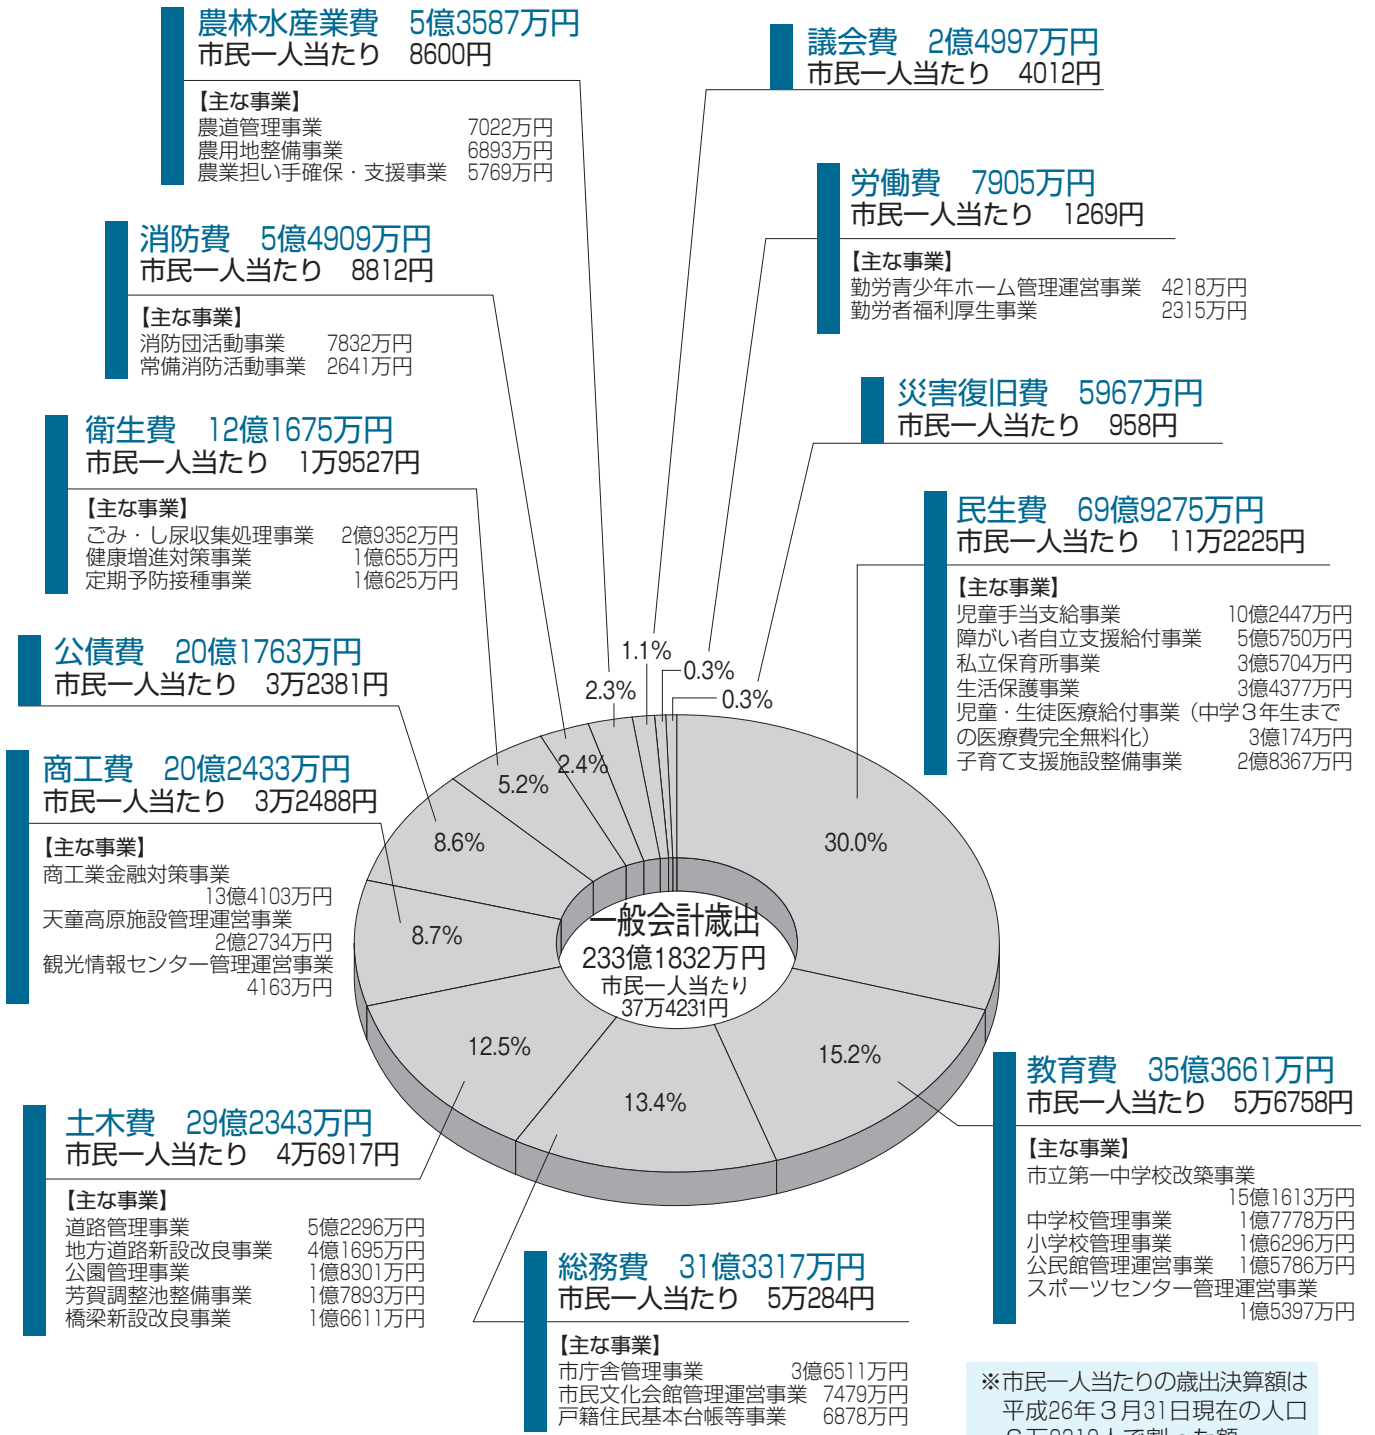 農林水産業費　5億3587万円
市民一人当たり　8600円
【主な事業】
農道管理事業　7022万円
農用地整備事業　6893万円
農業担い手確保・支援事業　5769万円
議会費　2億4997万円
市民一人当たり　4012円
労働費　7905万円
市民一人当たり　1269円
【主な事業】
勤労青少年ホーム管理運営事業　4218万円
勤労者福利厚生事業　2315万円
消防費　5億4909万円
市民一人当たり　8812円
【主な事業】
消防団活動事業　7832万円
常備消防活動事業　2641万円
災害復旧費　5967万円
市民一人当たり　958円
衛生費　12億1675万円
市民一人当たり　1万9527円
【主な事業】
ごみ・し尿収集処理事業　2億9352万円
健康増進対策事業　1億655万円
定期予防接種事業　1億625万円
民生費　69億9275万円
市民一人当たり　11万2225円
【主な事業】
児童手当支給事業　10億2447万円
障がい者自立支援給付事業　5億5750万円
私立保育所事業　3億5704万円
生活保護事業　3億4377万円
児童・生徒医療給付事業（中学３年生まで
の医療費完全無料化）　3億174万円
子育て支援施設整備事業　2億8367万円
公債費　20億1763万円
市民一人当たり　3万2381円
商工費　20億2433万円
市民一人当たり　3万2488円
【主な事業】
商工業金融対策事業
13億4103万円
天童高原施設管理運営事業
2億2734万円
観光情報センター管理運営事業
4163万円
1.1%
0.3%
2.3%
0.3%
2.4%
5.2%
8.6%
30.0%
8.7%
12.5%
13.4%
15.2%
一般会計歳出
233億1832万円
市民一人当たり
37万4231円
土木費　29億2343万円
市民一人当たり　4万6917円
【主な事業】
道路管理事業　5億2296万円
地方道路新設改良事業　4億1695万円
公園管理事業　1億8301万円
芳賀調整池整備事業　1億7893万円
橋梁新設改良事業　1億6611万円
教育費　35億3661万円
市民一人当たり　5万6758円
【主な事業】
市立第一中学校改築事業
15億1613万円
中学校管理事業　1億7778万円
小学校管理事業　1億6296万円
公民館管理運営事業　1億5786万円
スポーツセンター管理運営事業
1億5397万円
総務費　31億3317万円
市民一人当たり　5万284円
【主な事業】
市庁舎管理事業　3億6511万円
市民文化会館管理運営事業　7479万円
戸籍住民基本台帳等事業　6878万円
※市民一人当たりの歳出決算額は
平成26年３月31日現在の人口